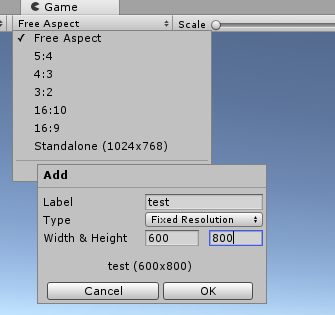 Game
Free Aspect Scale
✓ Free Aspect
5:4
4:3
3:2
16:10
16:9
Standalone (1024x768)
Add
Label test
Type Fixed Resolution
Width & Height 600 800
test (600x800)
Cancel OK